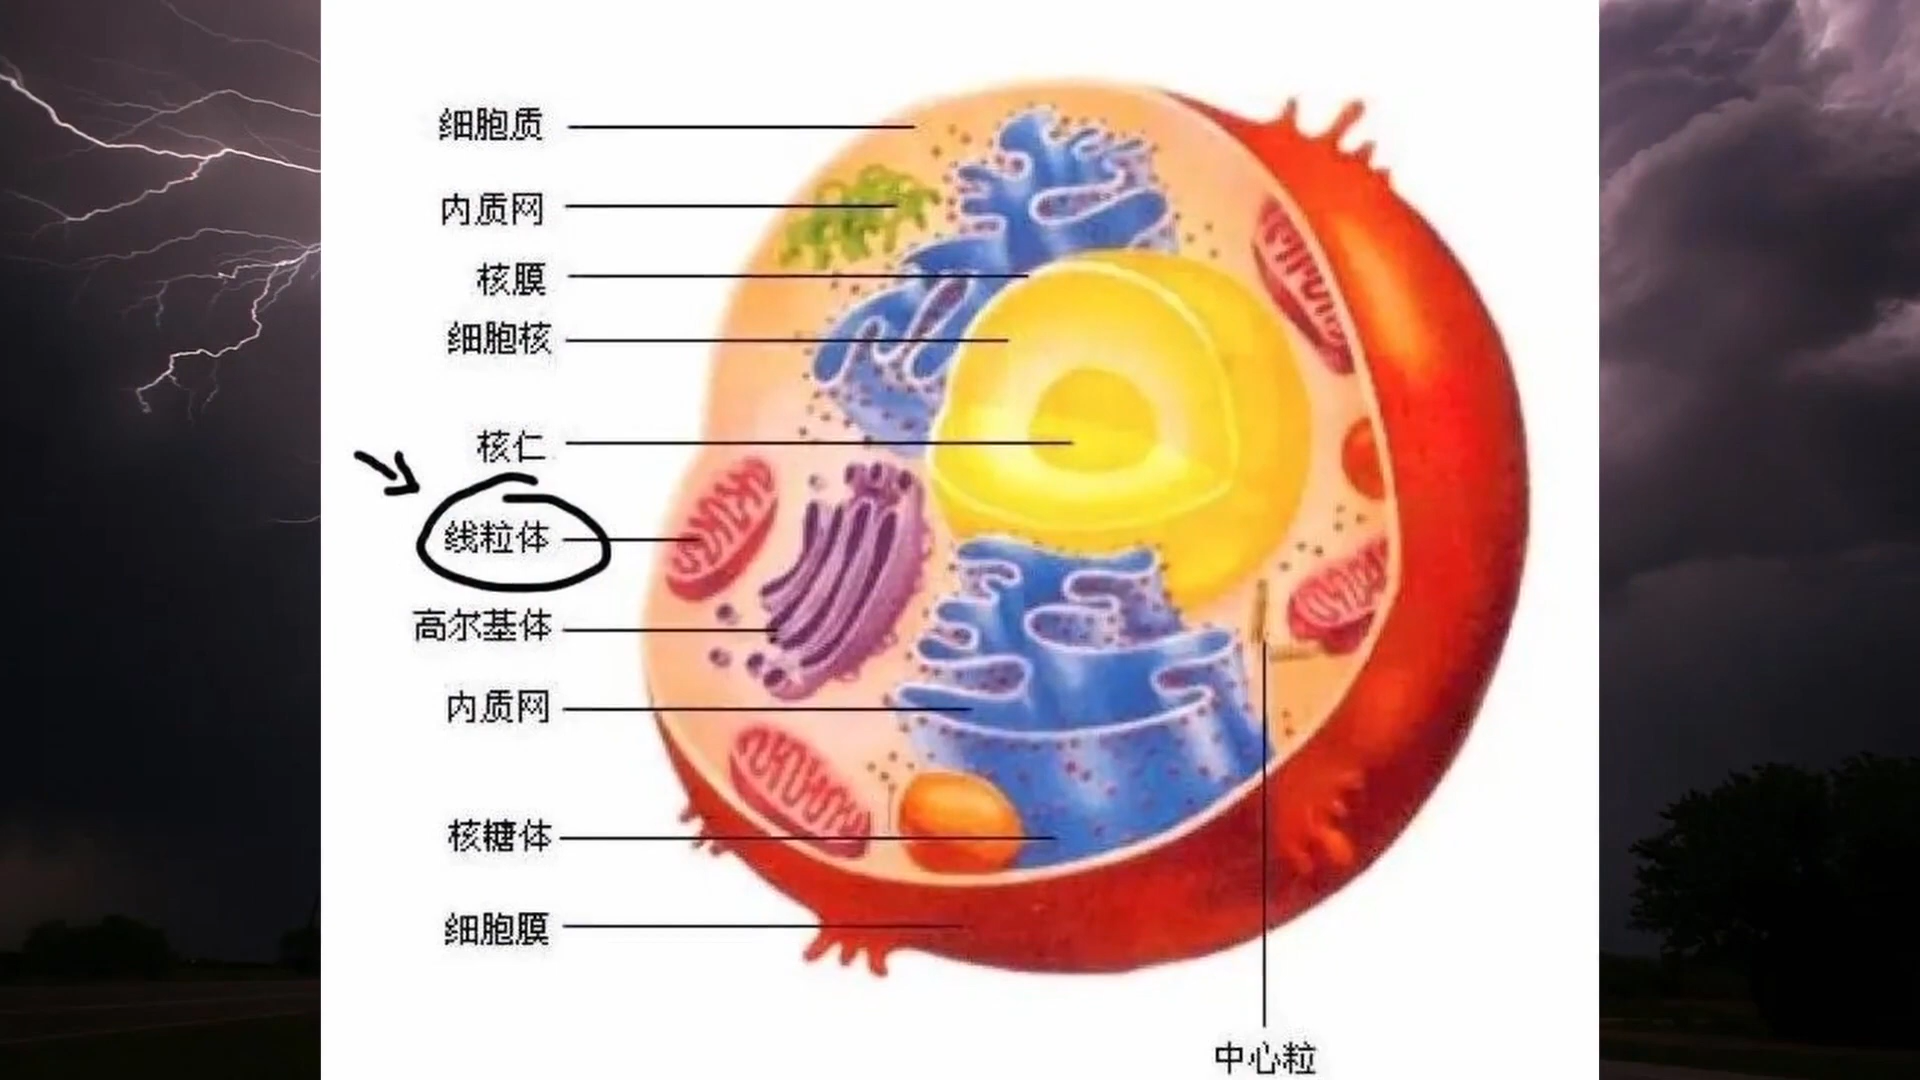 细胞质
内质网
核膜
细胞核
核仁
线粒体
高尔基体
内质网
核糖体
细胞膜
中心粒